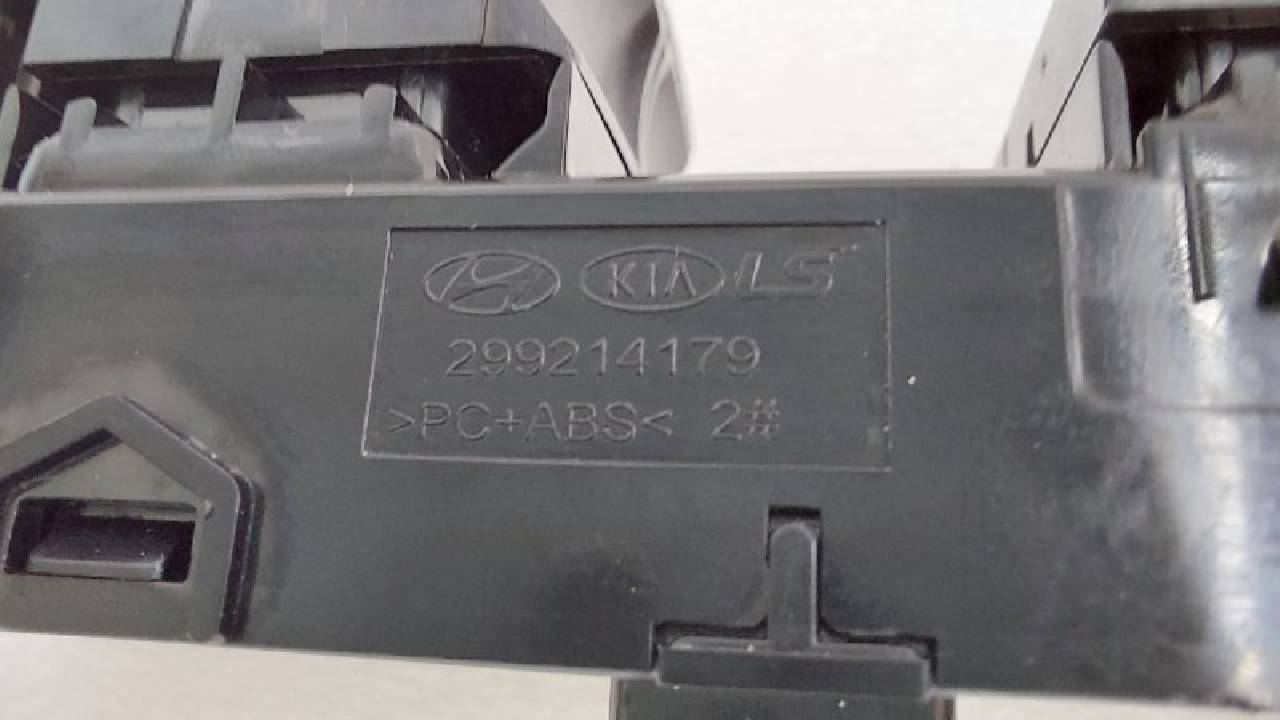 KIA LS
299214179
>PC+ABS< 2#